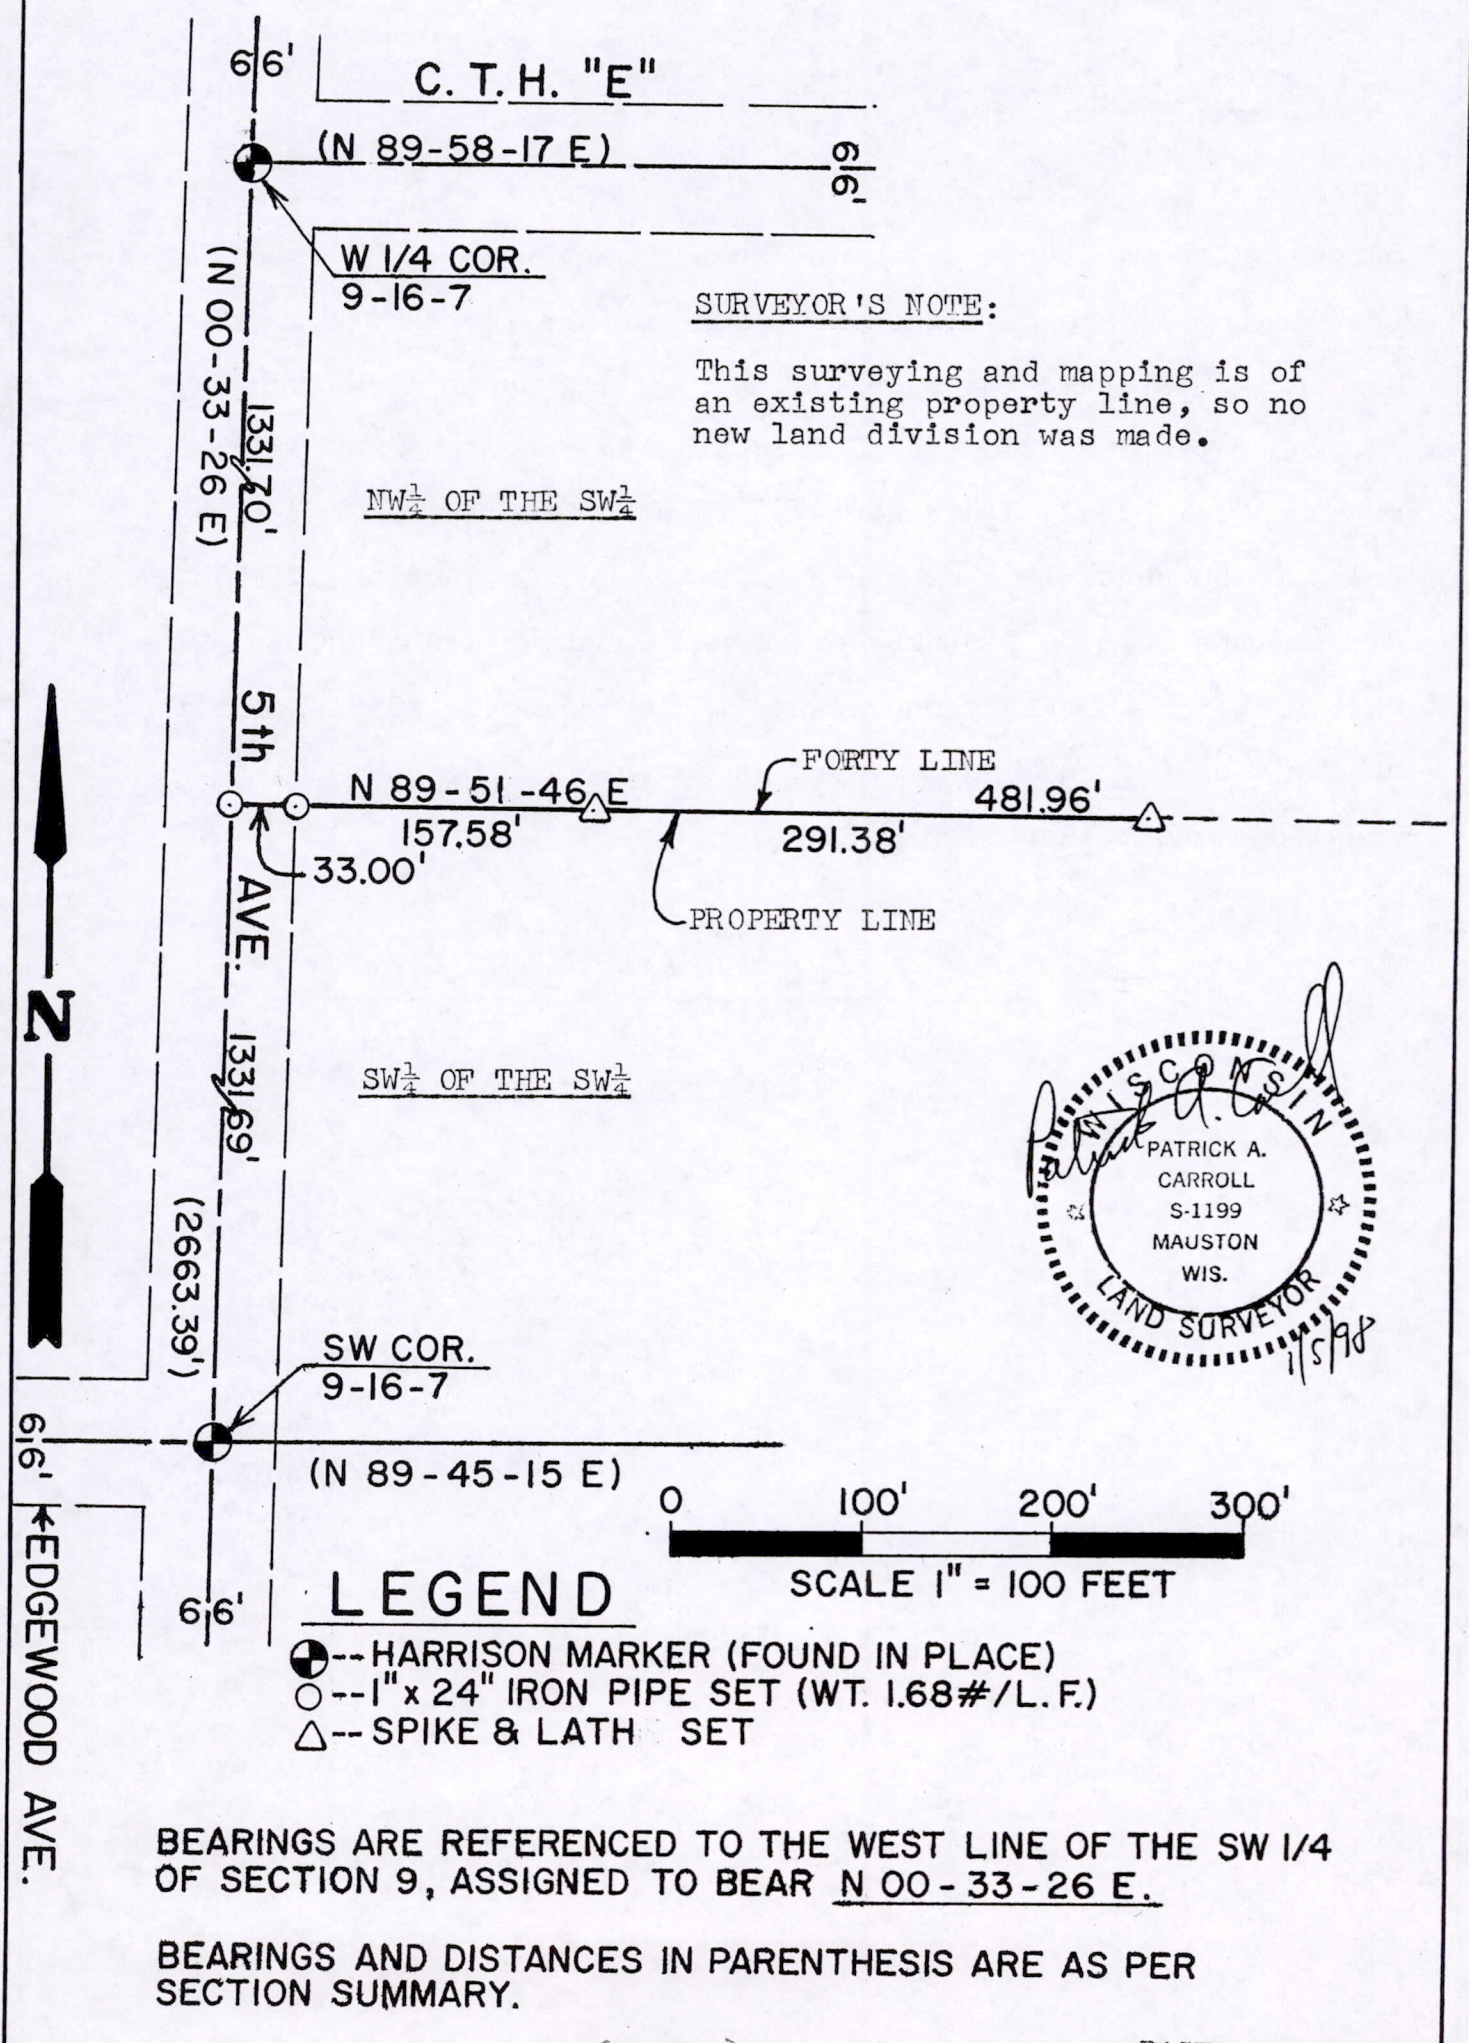 66'
C. T. H. "E"
(N 89-58-17 E)
66'
W 1/4 COR.
9-16-7
(N 00-33-26 E)
1331.70'
SURVEYOR'S NOTE:
This surveying and mapping is of
an existing property line, so no
new land division was made.
NW¼ OF THE SW¼
5th AVE.
FORTY LINE
N 89-51-46 E
481.96'
157.58'
291.38'
33.00'
PROPERTY LINE
N
1331.69'
SW¼ OF THE SW¼
(2663.39')
Patrick A. Carroll
WISCONSIN
PATRICK A.
CARROLL
S-1199
MAUSTON
WIS.
LAND SURVEYOR
1/5/98
SW COR.
9-16-7
66'
(N 89-45-15 E)
0 100' 200' 300'
SCALE 1" = 100 FEET
EDGEWOOD AVE.
66'
LEGEND
--HARRISON MARKER (FOUND IN PLACE)
--1" x 24" IRON PIPE SET (WT. 1.68#/L.F.)
--SPIKE & LATH SET
BEARINGS ARE REFERENCED TO THE WEST LINE OF THE SW 1/4
OF SECTION 9, ASSIGNED TO BEAR N 00-33-26 E.
BEARINGS AND DISTANCES IN PARENTHESIS ARE AS PER
SECTION SUMMARY.